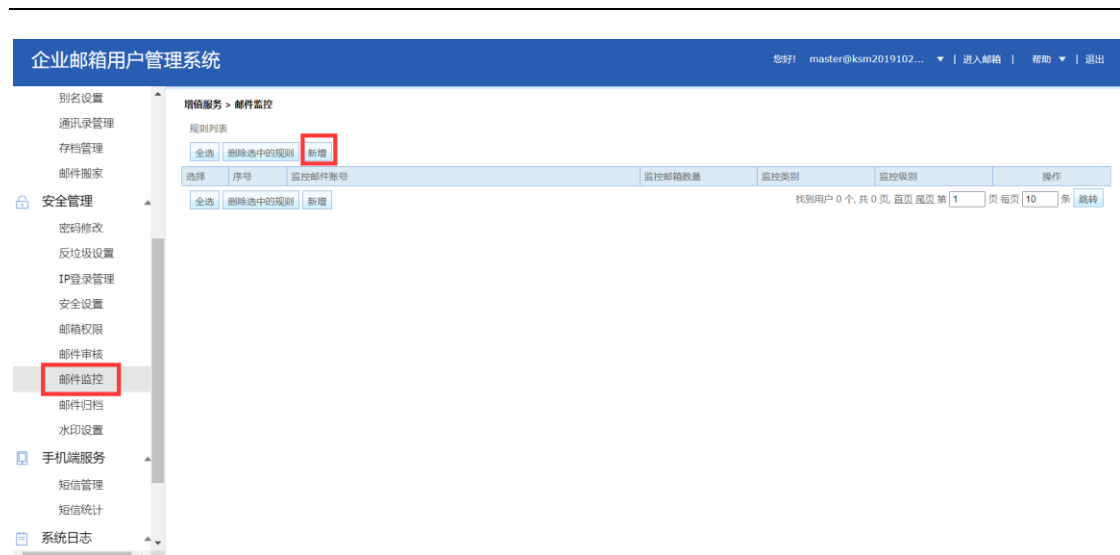 企业邮箱用户管理系统
您好! master@ksm2019102... ▼ | 进入邮箱 | 帮助 ▼ | 退出
别名设置
通讯录管理
存档管理
邮件搬家
安全管理
密码修改
反垃圾设置
IP登录管理
安全设置
邮箱权限
邮件审核
邮件监控
邮件归档
水印设置
手机端服务
短信管理
短信统计
系统日志
增值服务 > 邮件监控
规则列表
全选 删除选中的规则 新增
选择 序号 监控邮件账号 监控邮箱数量 监控类别 监控级别 操作
全选 删除选中的规则 新增 找到用户 0 个, 共 0 页, 首页 尾页 第 1 页 每页 10 条 跳转